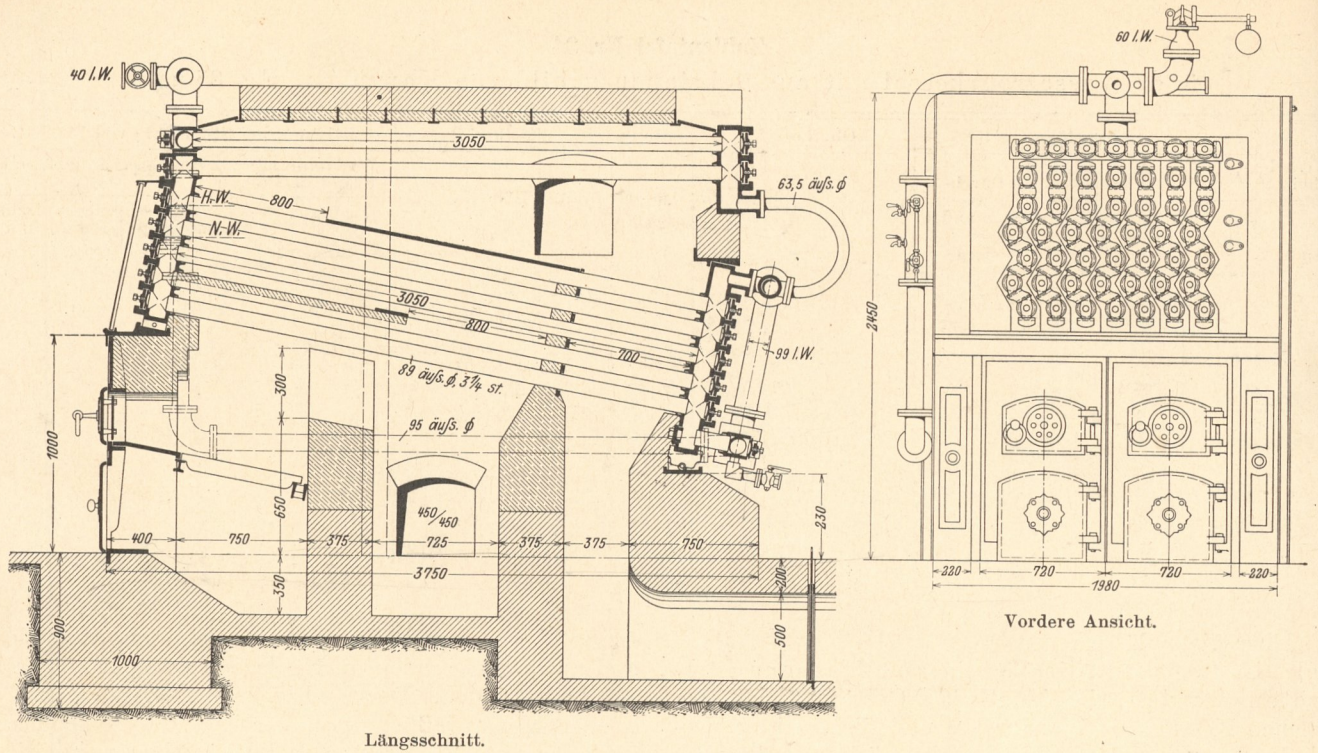 40 l. W.
3050
63,5 äuſs. ϕ
H. W.
800
N. W.
3050
800
700
99 l. W.
89 äuſs. ϕ, 3 1/4 st.
300
1000
95 äuſs. ϕ
650
450/450
230
400
750
375
725
375
375
750
3750
350
200
900
500
1000
Längsschnitt.
60 l. W.
2450
220
720
720
220
1980
Vordere Ansicht.